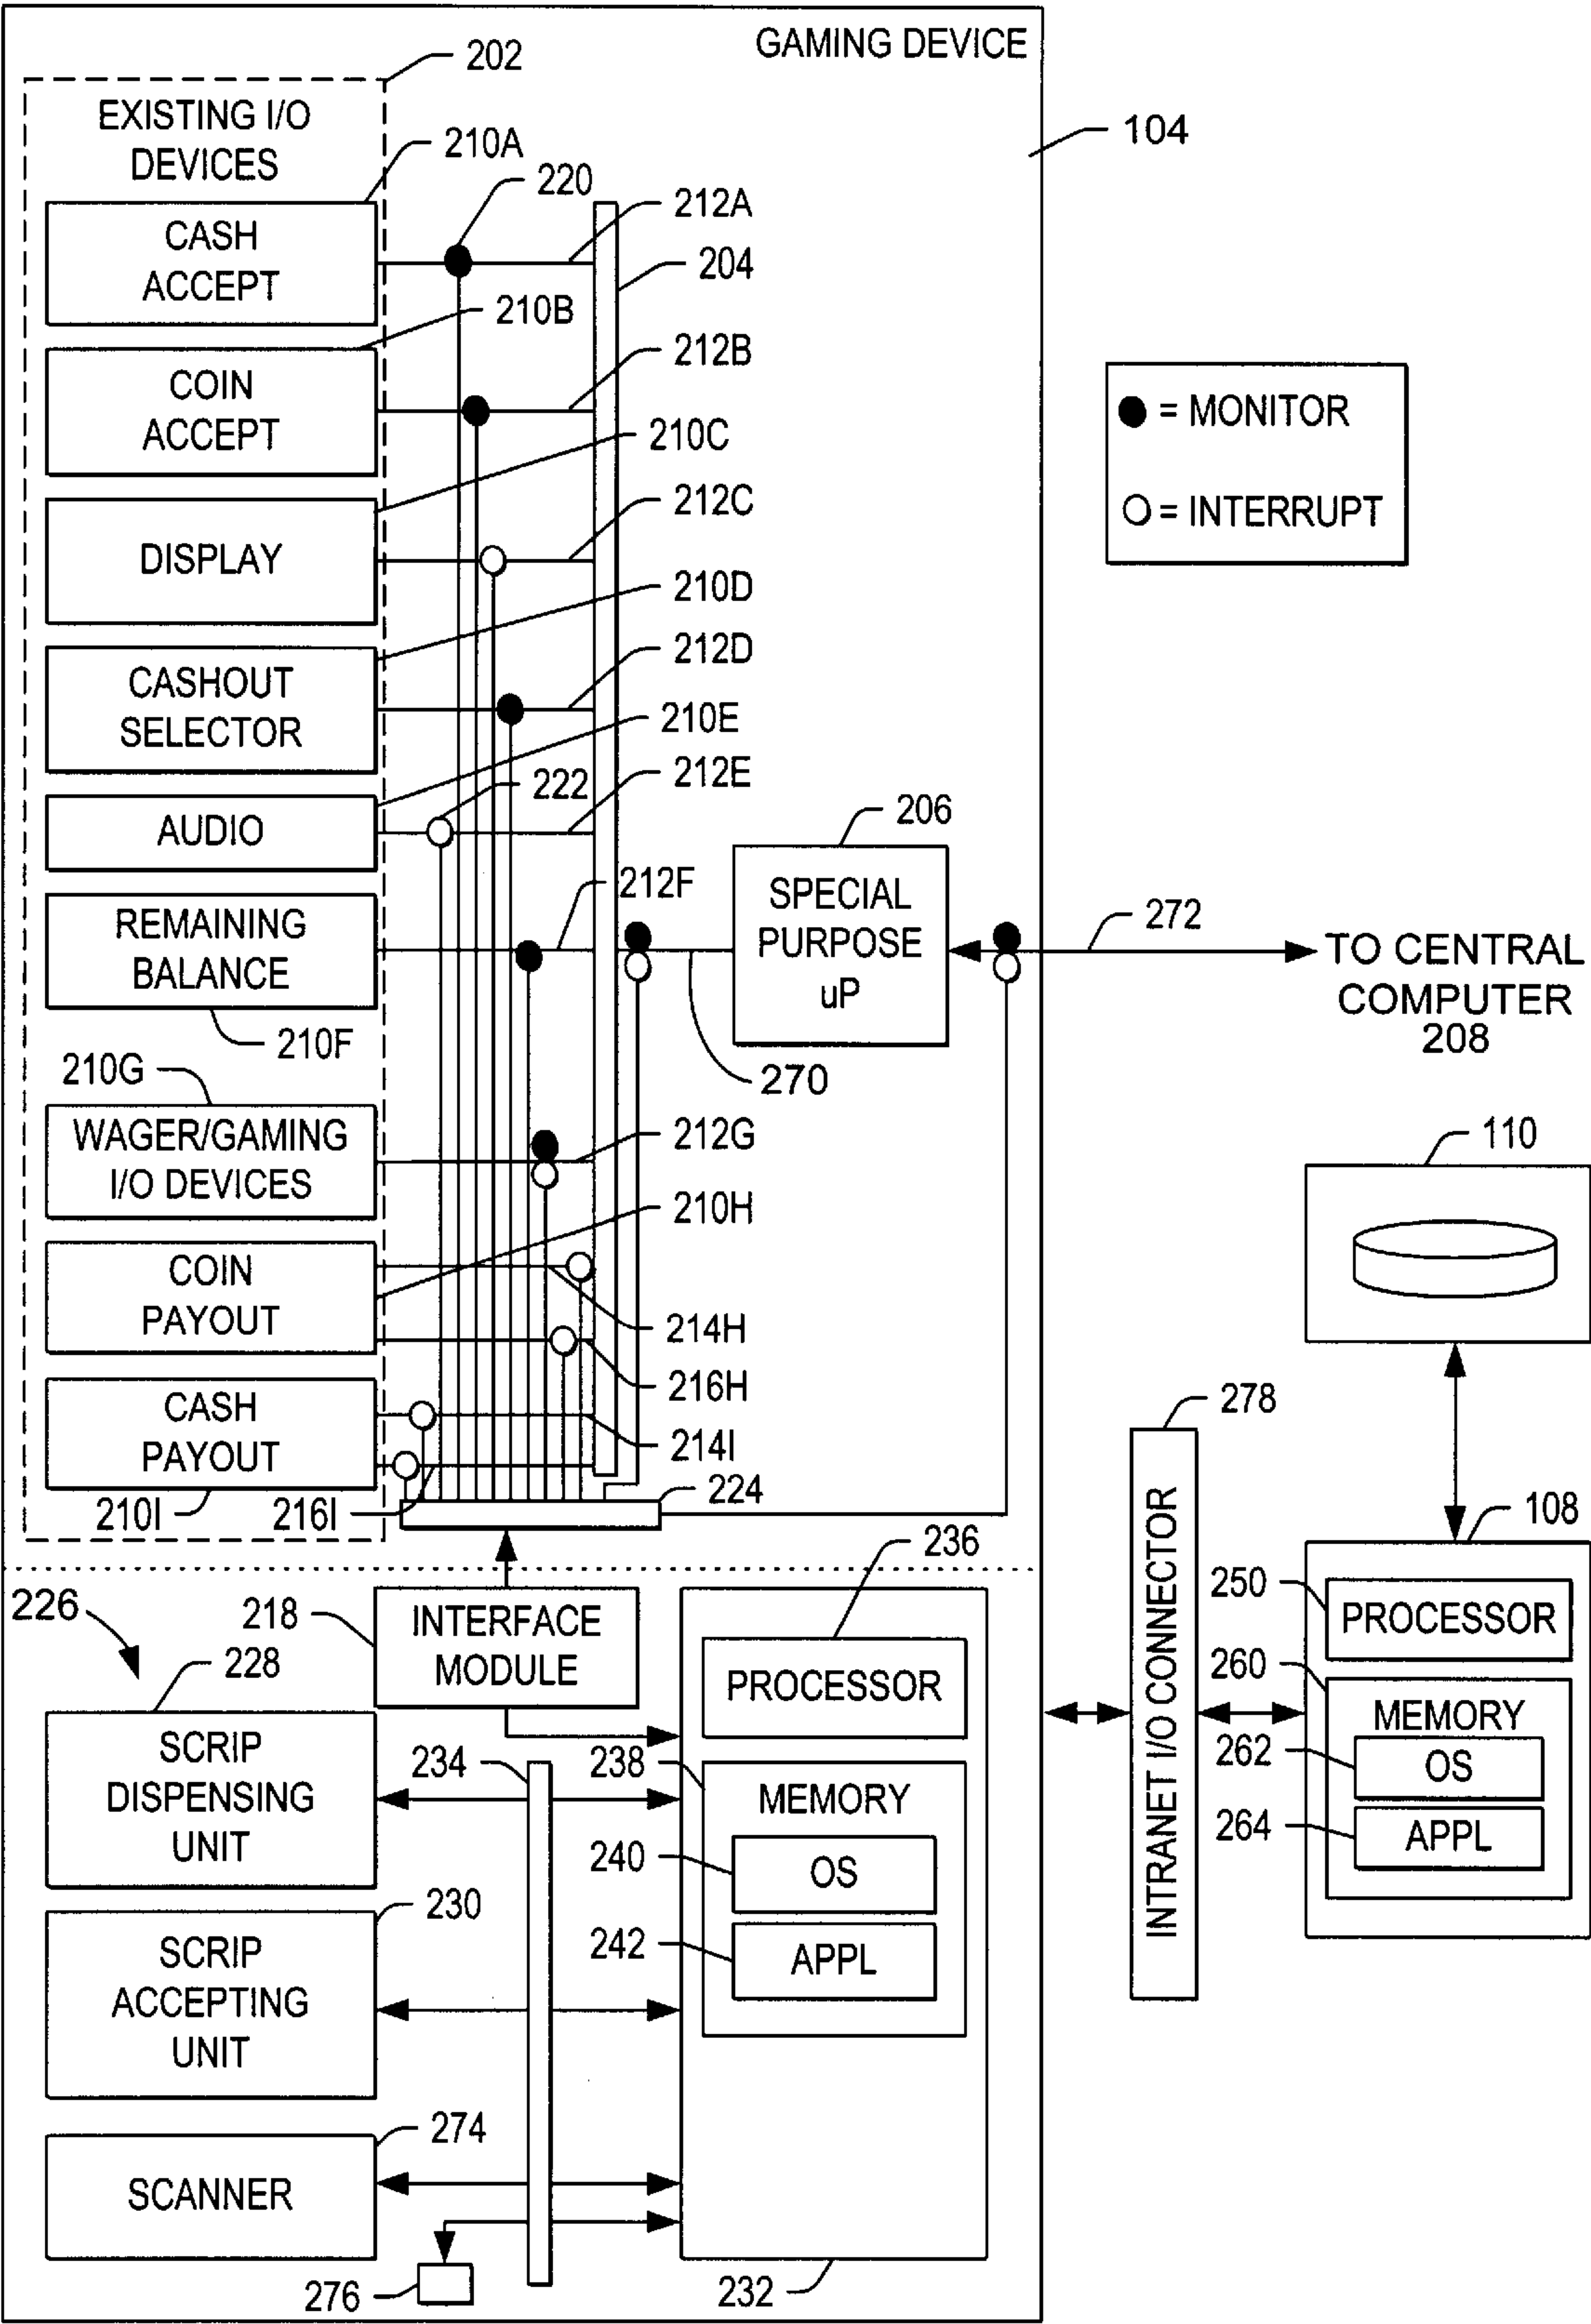 GAMING DEVICE
202
EXISTING I/O
DEVICES
104
210A
220
212A
CASH
ACCEPT
204
210B
212B
COIN
ACCEPT
= MONITOR
210C
212C
= INTERRUPT
DISPLAY
210D
212D
CASHOUT
SELECTOR
210E
222
212E
AUDIO
206
212F
REMAINING
BALANCE
SPECIAL
PURPOSE
uP
272
TO CENTRAL
COMPUTER
208
210F
270
210G
212G
110
WAGER/GAMING
I/O DEVICES
210H
COIN
PAYOUT
214H
216H
278
CASH
PAYOUT
214I
224
210I
216I
108
236
226
218
INTERFACE
MODULE
250
PROCESSOR
228
PROCESSOR
260
MEMORY
INTRANET I/O CONNECTOR
SCRIP
DISPENSING
UNIT
234
238
MEMORY
262
OS
264
APPL
240
OS
230
242
APPL
SCRIP
ACCEPTING
UNIT
274
SCANNER
276
232